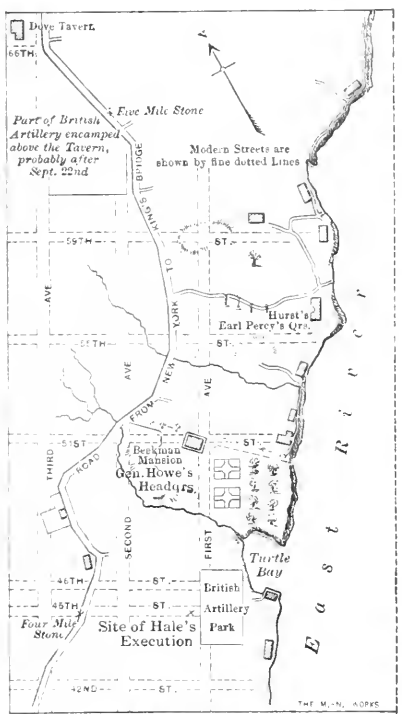 Dove Tavern.
66TH
Five Mile Stone
Part of British
Artillery encamped
above the Tavern,
probably after
Sept. 22nd
Modern Streets are
shown by fine dotted Lines
59TH ST.
AVE
Hurst's
Earl Percy's Qrs.
55TH ST.
AVE
AVE
ROAD FROM NEW YORK TO KING'S BRIDGE
51ST ST.
THIRD
Beekman
Mansion
Gen. Howe's
Headqrs.
SECOND
FIRST
East River
Turtle
Bay
46TH ST.
45TH ST.
British
Artillery
Park
Four Mile
Stone
Site of Hale's
Execution
42ND ST.
THE M.-N. WORKS